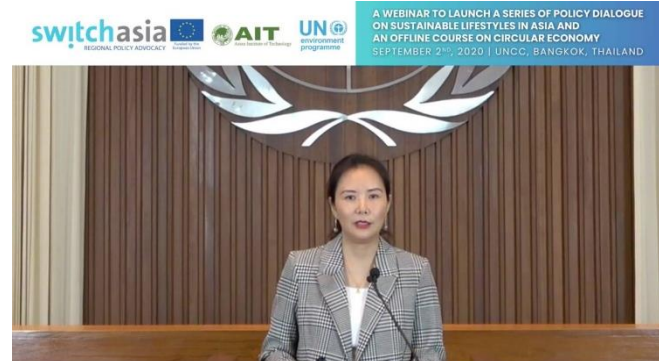 switchasia
REGIONAL POLICY ADVOCACY
Funded by the
European Union
AIT
Asian Institute of Technology
UN
environment
programme
A WEBINAR TO LAUNCH A SERIES OF POLICY DIALOGUE
ON SUSTAINABLE LIFESTYLES IN ASIA AND
AN OFFLINE COURSE ON CIRCULAR ECONOMY
SEPTEMBER 2ND, 2020 | UNCC, BANGKOK, THAILAND